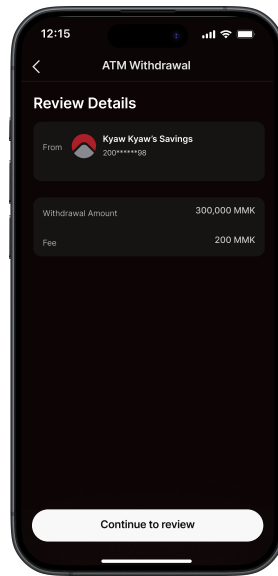 12:15
ATM Withdrawal
Review Details
From
Kyaw Kyaw's Savings
200******98
Withdrawal Amount 300,000 MMK
Fee 200 MMK
Continue to review